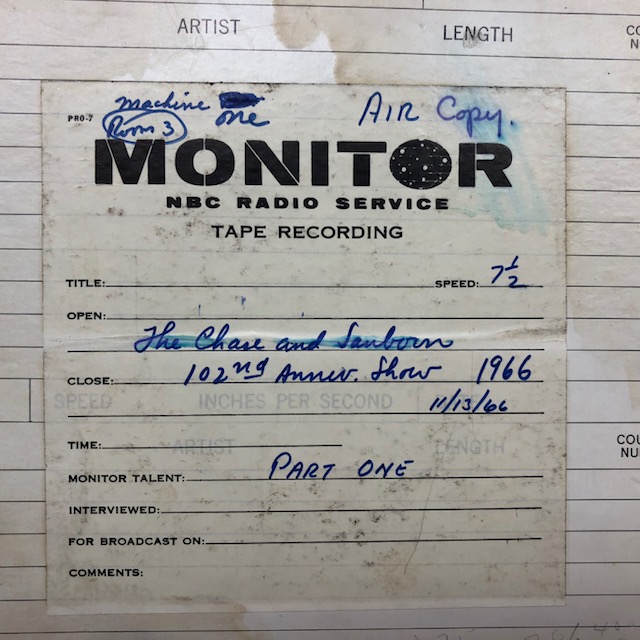 ARTIST LENGTH
machine one
PRO-7 Room 3 AIR Copy.
MONITOR
NBC RADIO SERVICE
TAPE RECORDING
TITLE: SPEED: 7 1/2
OPEN:
The Chase and Sanborn
CLOSE: 102nd Anniv. Show 1966
SPEED INCHES PER SECOND 11/13/66
TIME: ARTIST LENGTH
MONITOR TALENT: PART ONE
INTERVIEWED:
FOR BROADCAST ON:
COMMENTS: